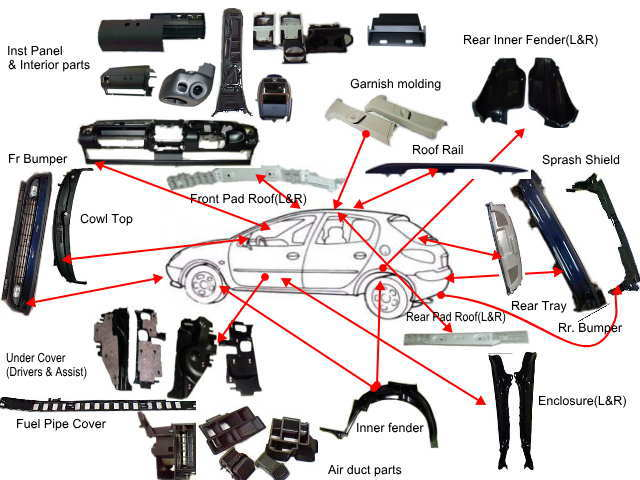 Inst Panel
& Interior parts
Rear Inner Fender(L&R)
Garnish molding
Fr Bumper
Roof Rail
Sprash Shield
Front Pad Roof(L&R)
Cowl Top
Rear Tray
Rear Pad Roof(L&R)
Rr. Bumper
Under Cover
(Drivers & Assist)
Enclosure(L&R)
Fuel Pipe Cover
Inner fender
Air duct parts